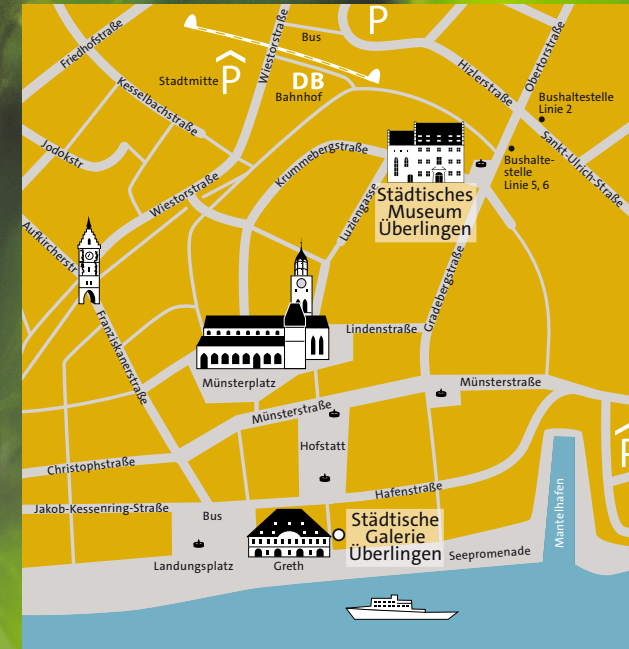 P
Bus
Friedhofstraße
Wiestorstraße
Stadtmitte
P
DB
Bahnhof
Kesselbachstraße
Hizlerstraße
Obertorstraße
Bushaltestelle
Linie 2
Sankt-Ulrich-Straße
Bushalte-
stelle
Linie 5, 6
Jodokstr
Krummebergstraße
Wiestorstraße
Luziengasse
Städtisches
Museum
Überlingen
Aufkircherstr
Gradebergstraße
Franziskanerstraße
Lindenstraße
Münsterplatz
Münsterstraße
Münsterstraße
Hofstatt
P
Christophstraße
Hafenstraße
Mantelhafen
Jakob-Kessenring-Straße
Bus
Städtische
Galerie
Überlingen
Seepromenade
Landungsplatz
Greth